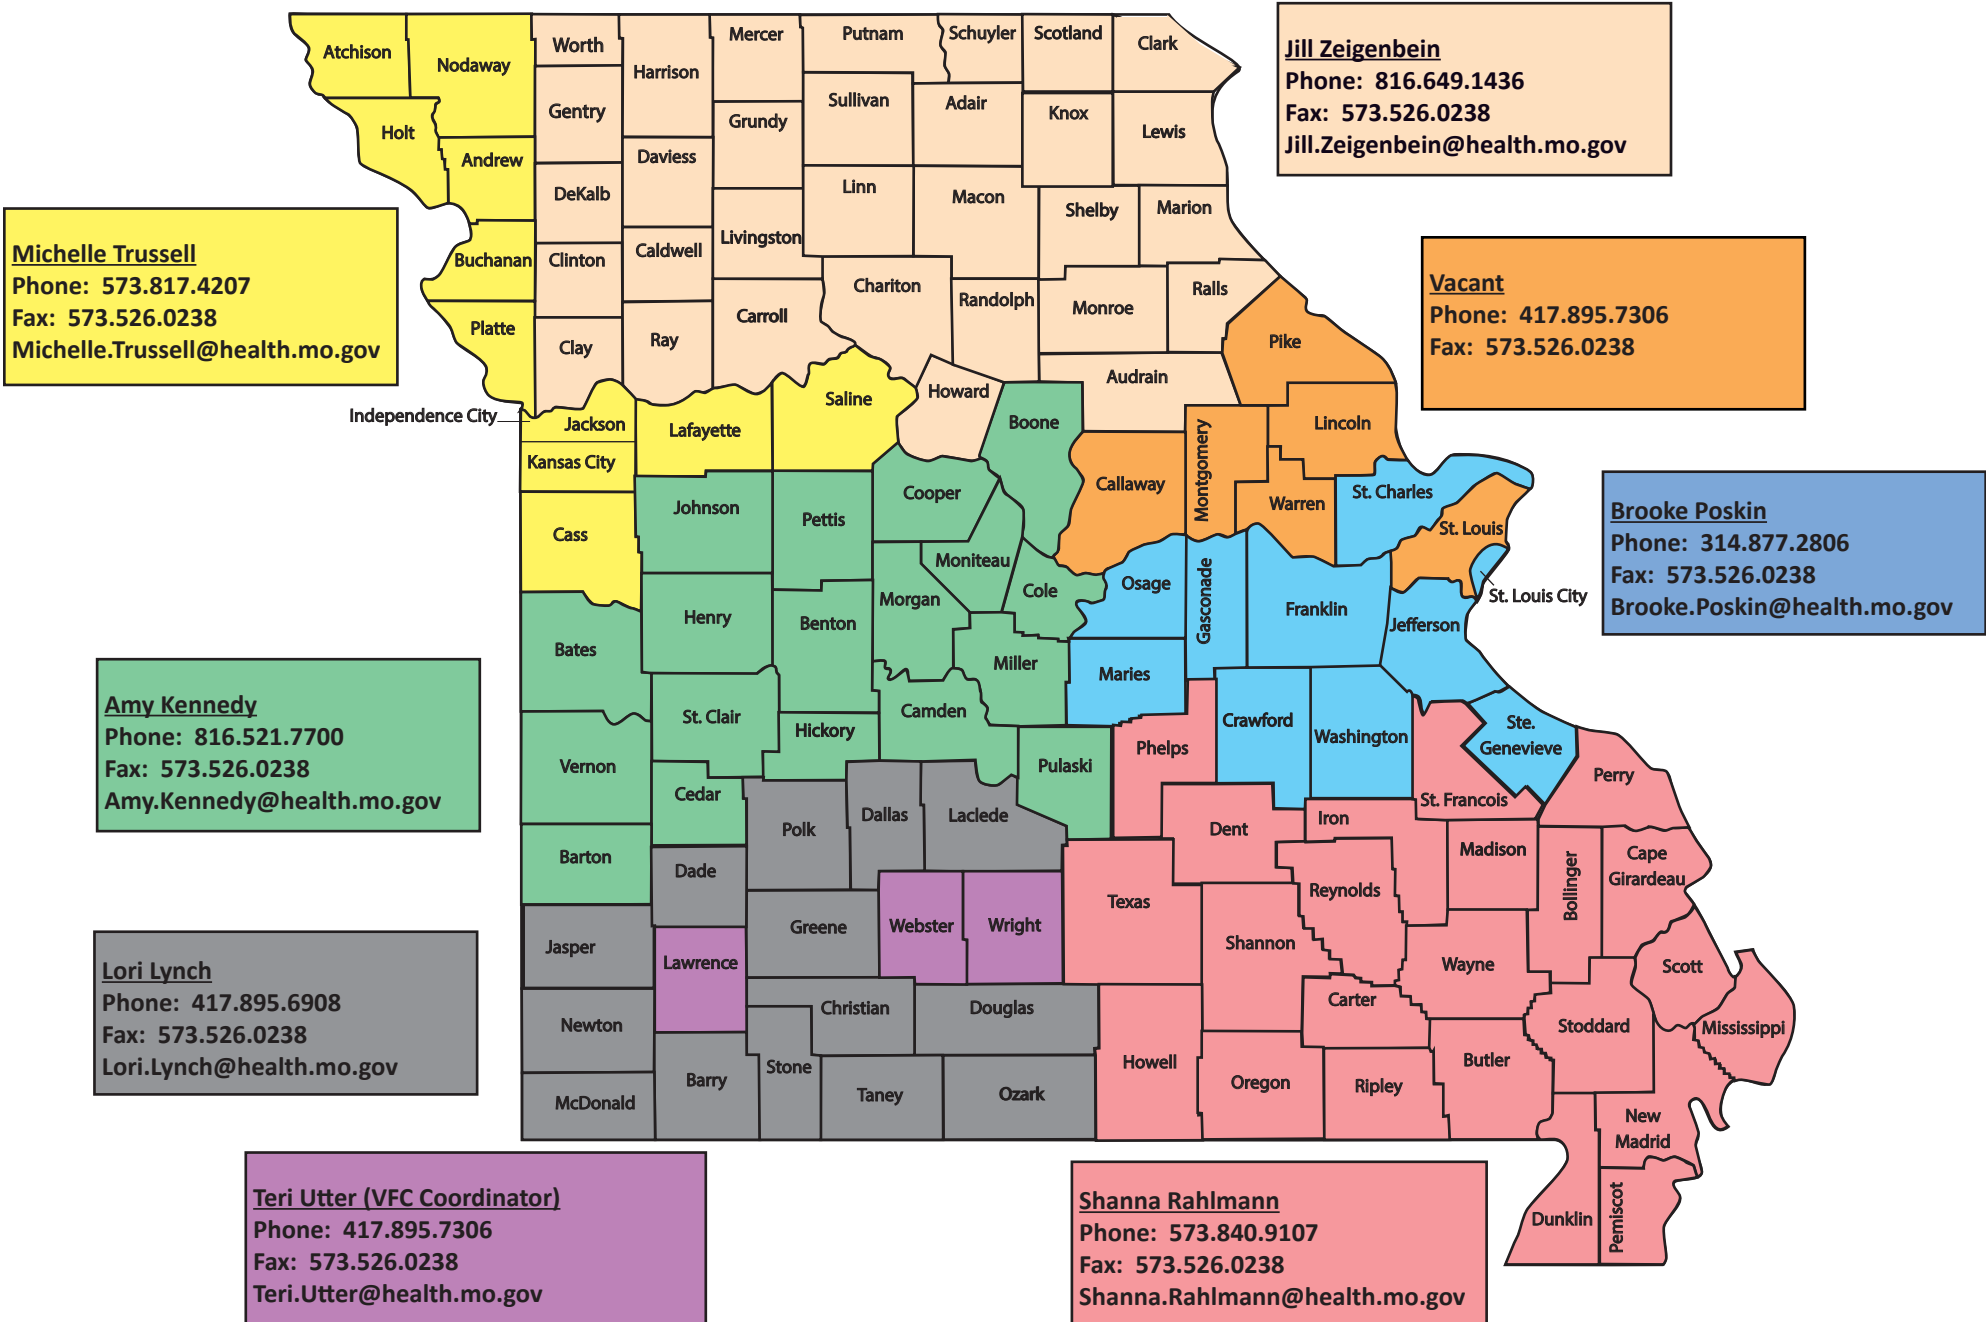 Atchison
Nodaway
Worth
Harrison
Mercer
Putnam
Schuyler
Scotland
Clark
Holt
Andrew
Gentry
DeKalb
Daviess
Grundy
Sullivan
Adair
Knox
Lewis
Linn
Macon
Shelby
Marion
Buchanan
Clinton
Caldwell
Livingston
Chariton
Randolph
Monroe
Ralls
Platte
Clay
Ray
Carroll
Howard
Audrain
Pike
Independence City
Jackson
Kansas City
Lafayette
Saline
Boone
Callaway
Montgomery
Lincoln
Warren
St. Charles
St. Louis
St. Louis City
Cass
Johnson
Pettis
Cooper
Moniteau
Cole
Osage
Gasconade
Franklin
Jefferson
Bates
Henry
Benton
Morgan
Miller
Maries
St. Clair
Hickory
Camden
Pulaski
Phelps
Crawford
Washington
Ste.
Genevieve
Perry
St. Francois
Vernon
Cedar
Polk
Dallas
Laclede
Dent
Iron
Madison
Bollinger
Cape
Girardeau
Barton
Dade
Greene
Webster
Wright
Texas
Shannon
Reynolds
Wayne
Scott
Jasper
Lawrence
Christian
Douglas
Carter
Stoddard
Mississippi
Newton
Barry
Stone
Taney
Ozark
Howell
Oregon
Ripley
Butler
McDonald
New
Madrid
Dunklin
Pemiscot
Jill Zeigenbein
Phone: 816.649.1436
Fax: 573.526.0238
Jill.Zeigenbein@health.mo.gov
Michelle Trussell
Phone: 573.817.4207
Fax: 573.526.0238
Michelle.Trussell@health.mo.gov
Vacant
Phone: 417.895.7306
Fax: 573.526.0238
Brooke Poskin
Phone: 314.877.2806
Fax: 573.526.0238
Brooke.Poskin@health.mo.gov
Amy Kennedy
Phone: 816.521.7700
Fax: 573.526.0238
Amy.Kennedy@health.mo.gov
Lori Lynch
Phone: 417.895.6908
Fax: 573.526.0238
Lori.Lynch@health.mo.gov
Teri Utter (VFC Coordinator)
Phone: 417.895.7306
Fax: 573.526.0238
Teri.Utter@health.mo.gov
Shanna Rahlmann
Phone: 573.840.9107
Fax: 573.526.0238
Shanna.Rahlmann@health.mo.gov